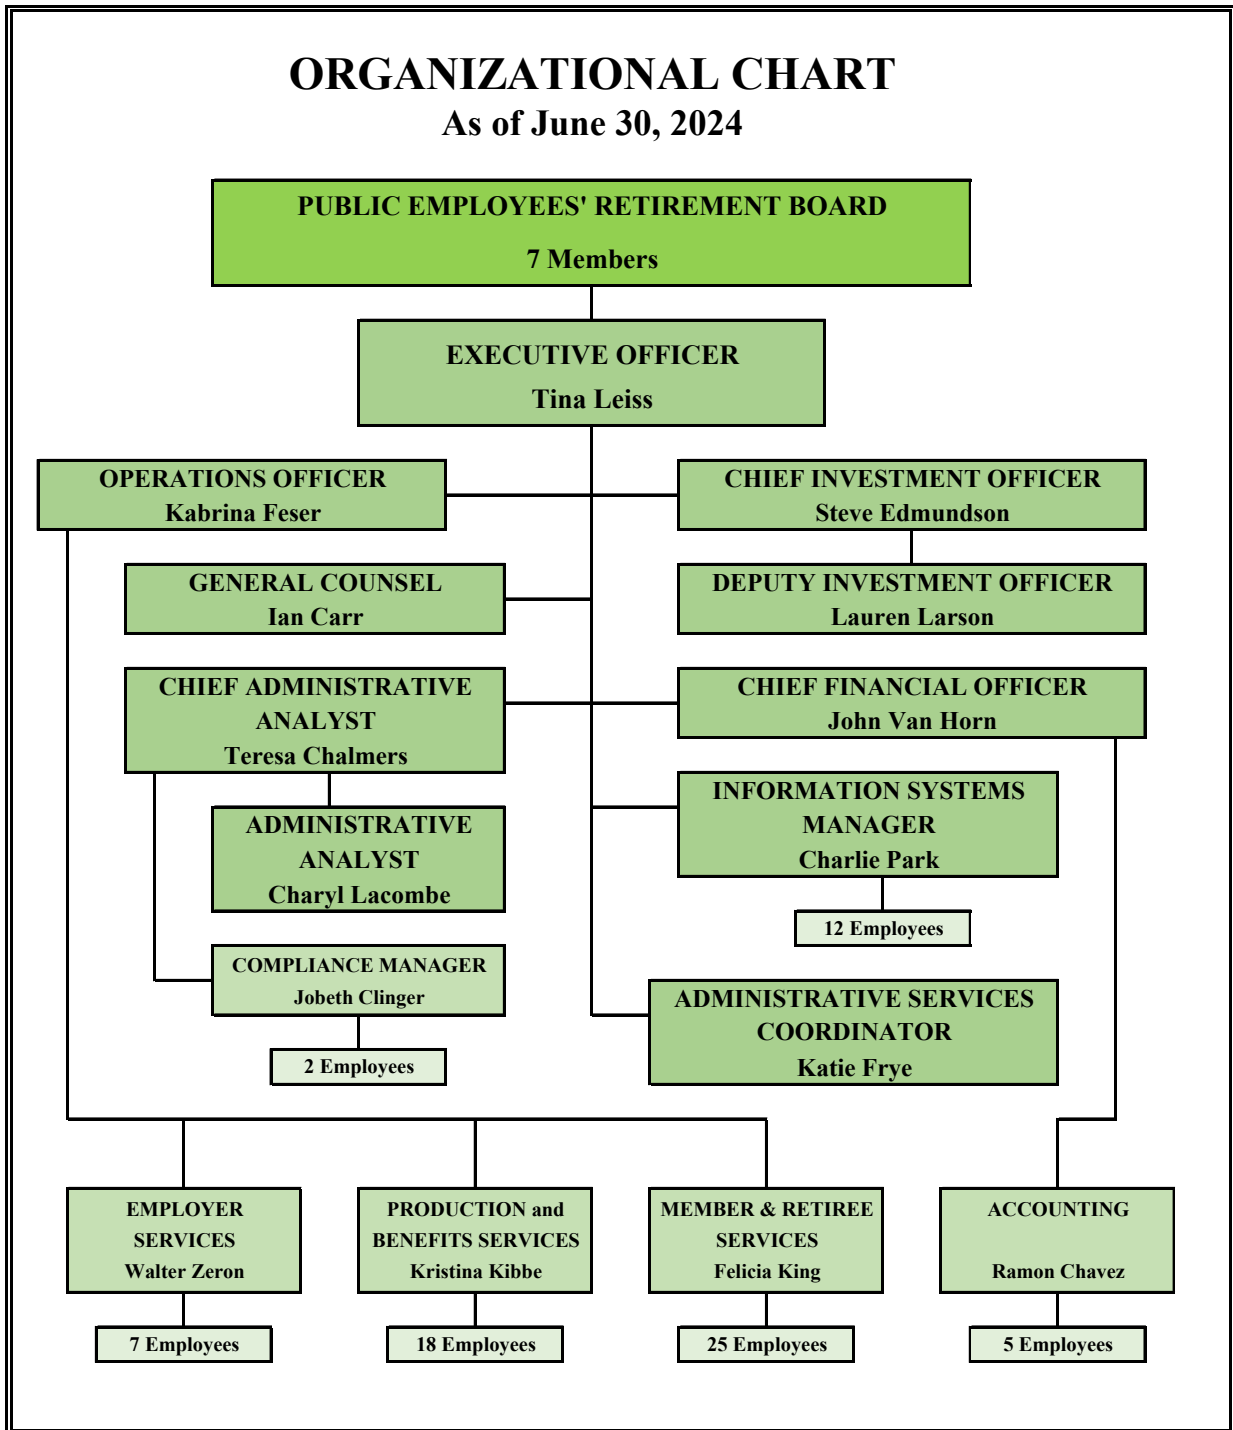 ORGANIZATIONAL CHART
As of June 30, 2024
PUBLIC EMPLOYEES' RETIREMENT BOARD
7 Members
EXECUTIVE OFFICER
Tina Leiss
OPERATIONS OFFICER
Kabrina Feser
CHIEF INVESTMENT OFFICER
Steve Edmundson
GENERAL COUNSEL
Ian Carr
DEPUTY INVESTMENT OFFICER
Lauren Larson
CHIEF ADMINISTRATIVE
ANALYST
Teresa Chalmers
CHIEF FINANCIAL OFFICER
John Van Horn
INFORMATION SYSTEMS
MANAGER
Charlie Park
ADMINISTRATIVE
ANALYST
Charyl Lacombe
12 Employees
COMPLIANCE MANAGER
Jobeth Clinger
2 Employees
ADMINISTRATIVE SERVICES
COORDINATOR
Katie Frye
EMPLOYER
SERVICES
Walter Zeron
PRODUCTION and
BENEFITS SERVICES
Kristina Kibbe
MEMBER & RETIREE
SERVICES
Felicia King
ACCOUNTING
Ramon Chavez
7 Employees
18 Employees
25 Employees
5 Employees